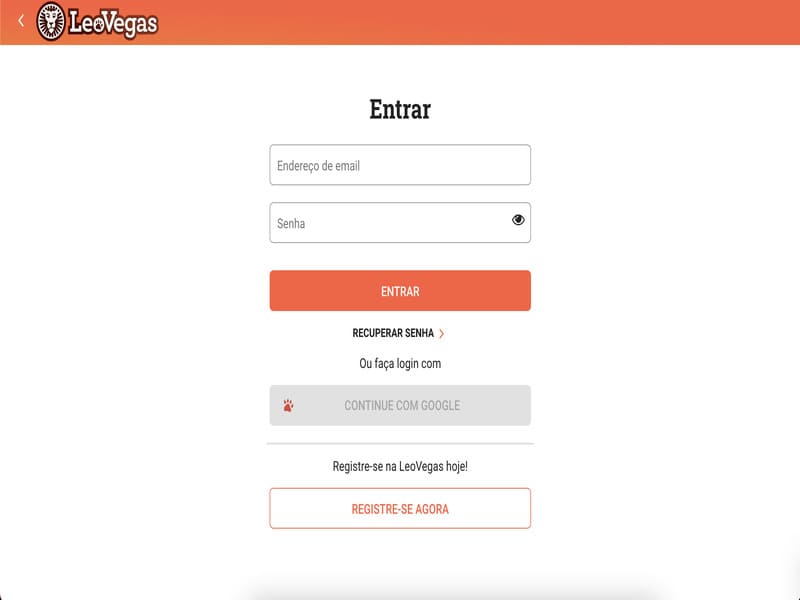 LeoVegas
Entrar
Endereço de email
Senha
ENTRAR
RECUPERAR SENHA
Ou faça login com
CONTINUE COM GOOGLE
Registre-se na LeoVegas hoje!
REGISTRE-SE AGORA